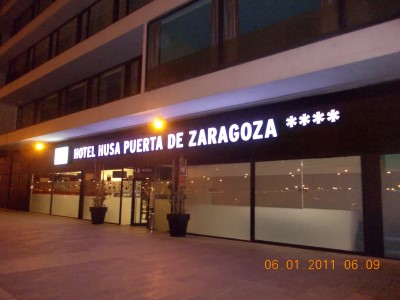 HOTEL HUSA PUERTA DE ZARAGOZA ****
06.01.2011 06:09